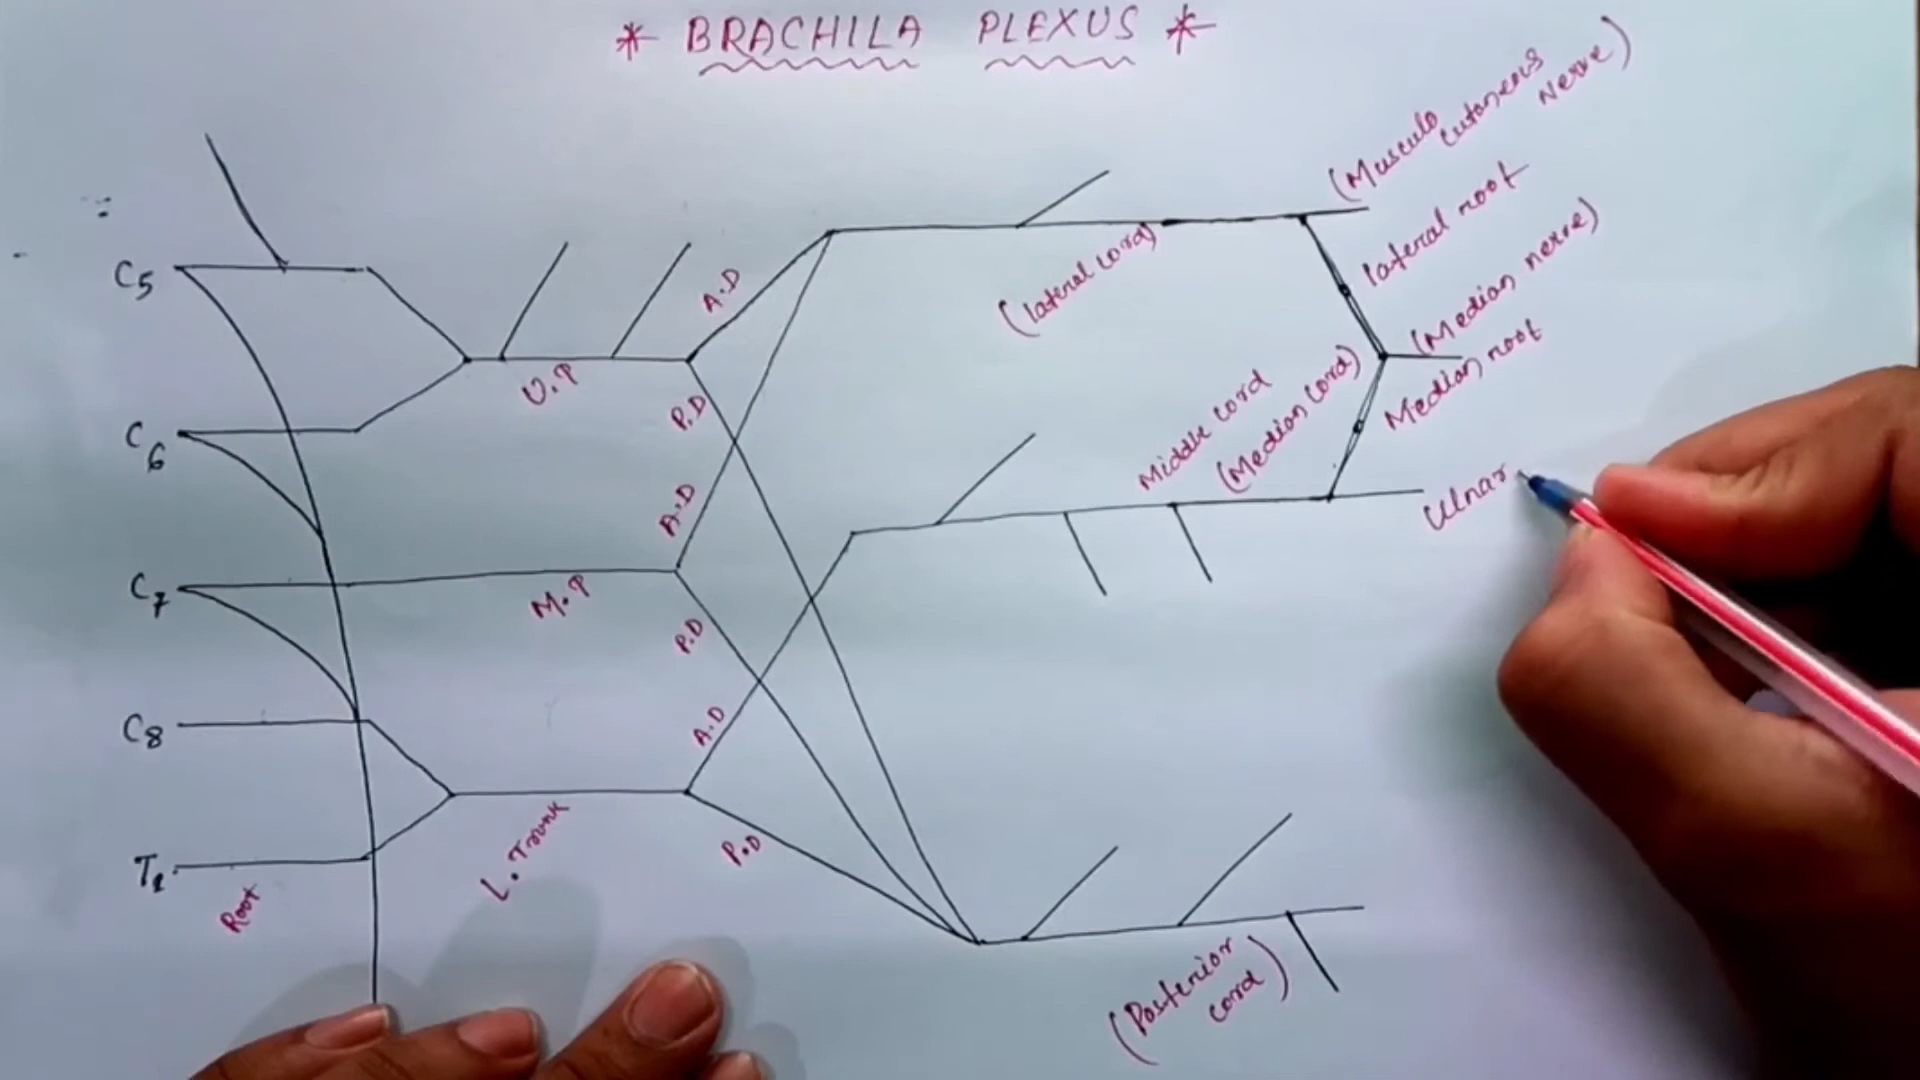 * BRACHILA PLEXUS *
(Musculo
cutaneous
nerve)
lateral root
(Median nerve)
Median root
C5
A.D
(lateral cord)
U.P
P.D
Middle cord
(Median cord)
C6
A.D
Ulnar
C7
M.P
P.D
C8
A.D
L. Trunk
P.D
T1
Root
(Posterior
cord)